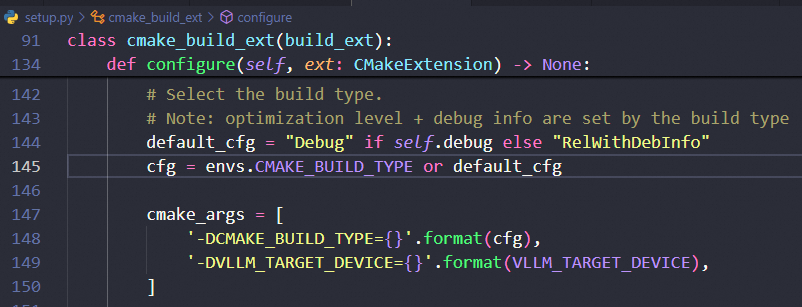 setup.py > cmake_build_ext > configure
91 class cmake_build_ext(build_ext):
134 def configure(self, ext: CMakeExtension) -> None:
142 # Select the build type.
143 # Note: optimization level + debug info are set by the build type
144 default_cfg = "Debug" if self.debug else "RelWithDebInfo"
145 cfg = envs.CMAKE_BUILD_TYPE or default_cfg
146
147 cmake_args = [
148 '-DCMAKE_BUILD_TYPE={}'.format(cfg),
149 '-DVLLM_TARGET_DEVICE={}'.format(VLLM_TARGET_DEVICE),
150 ]